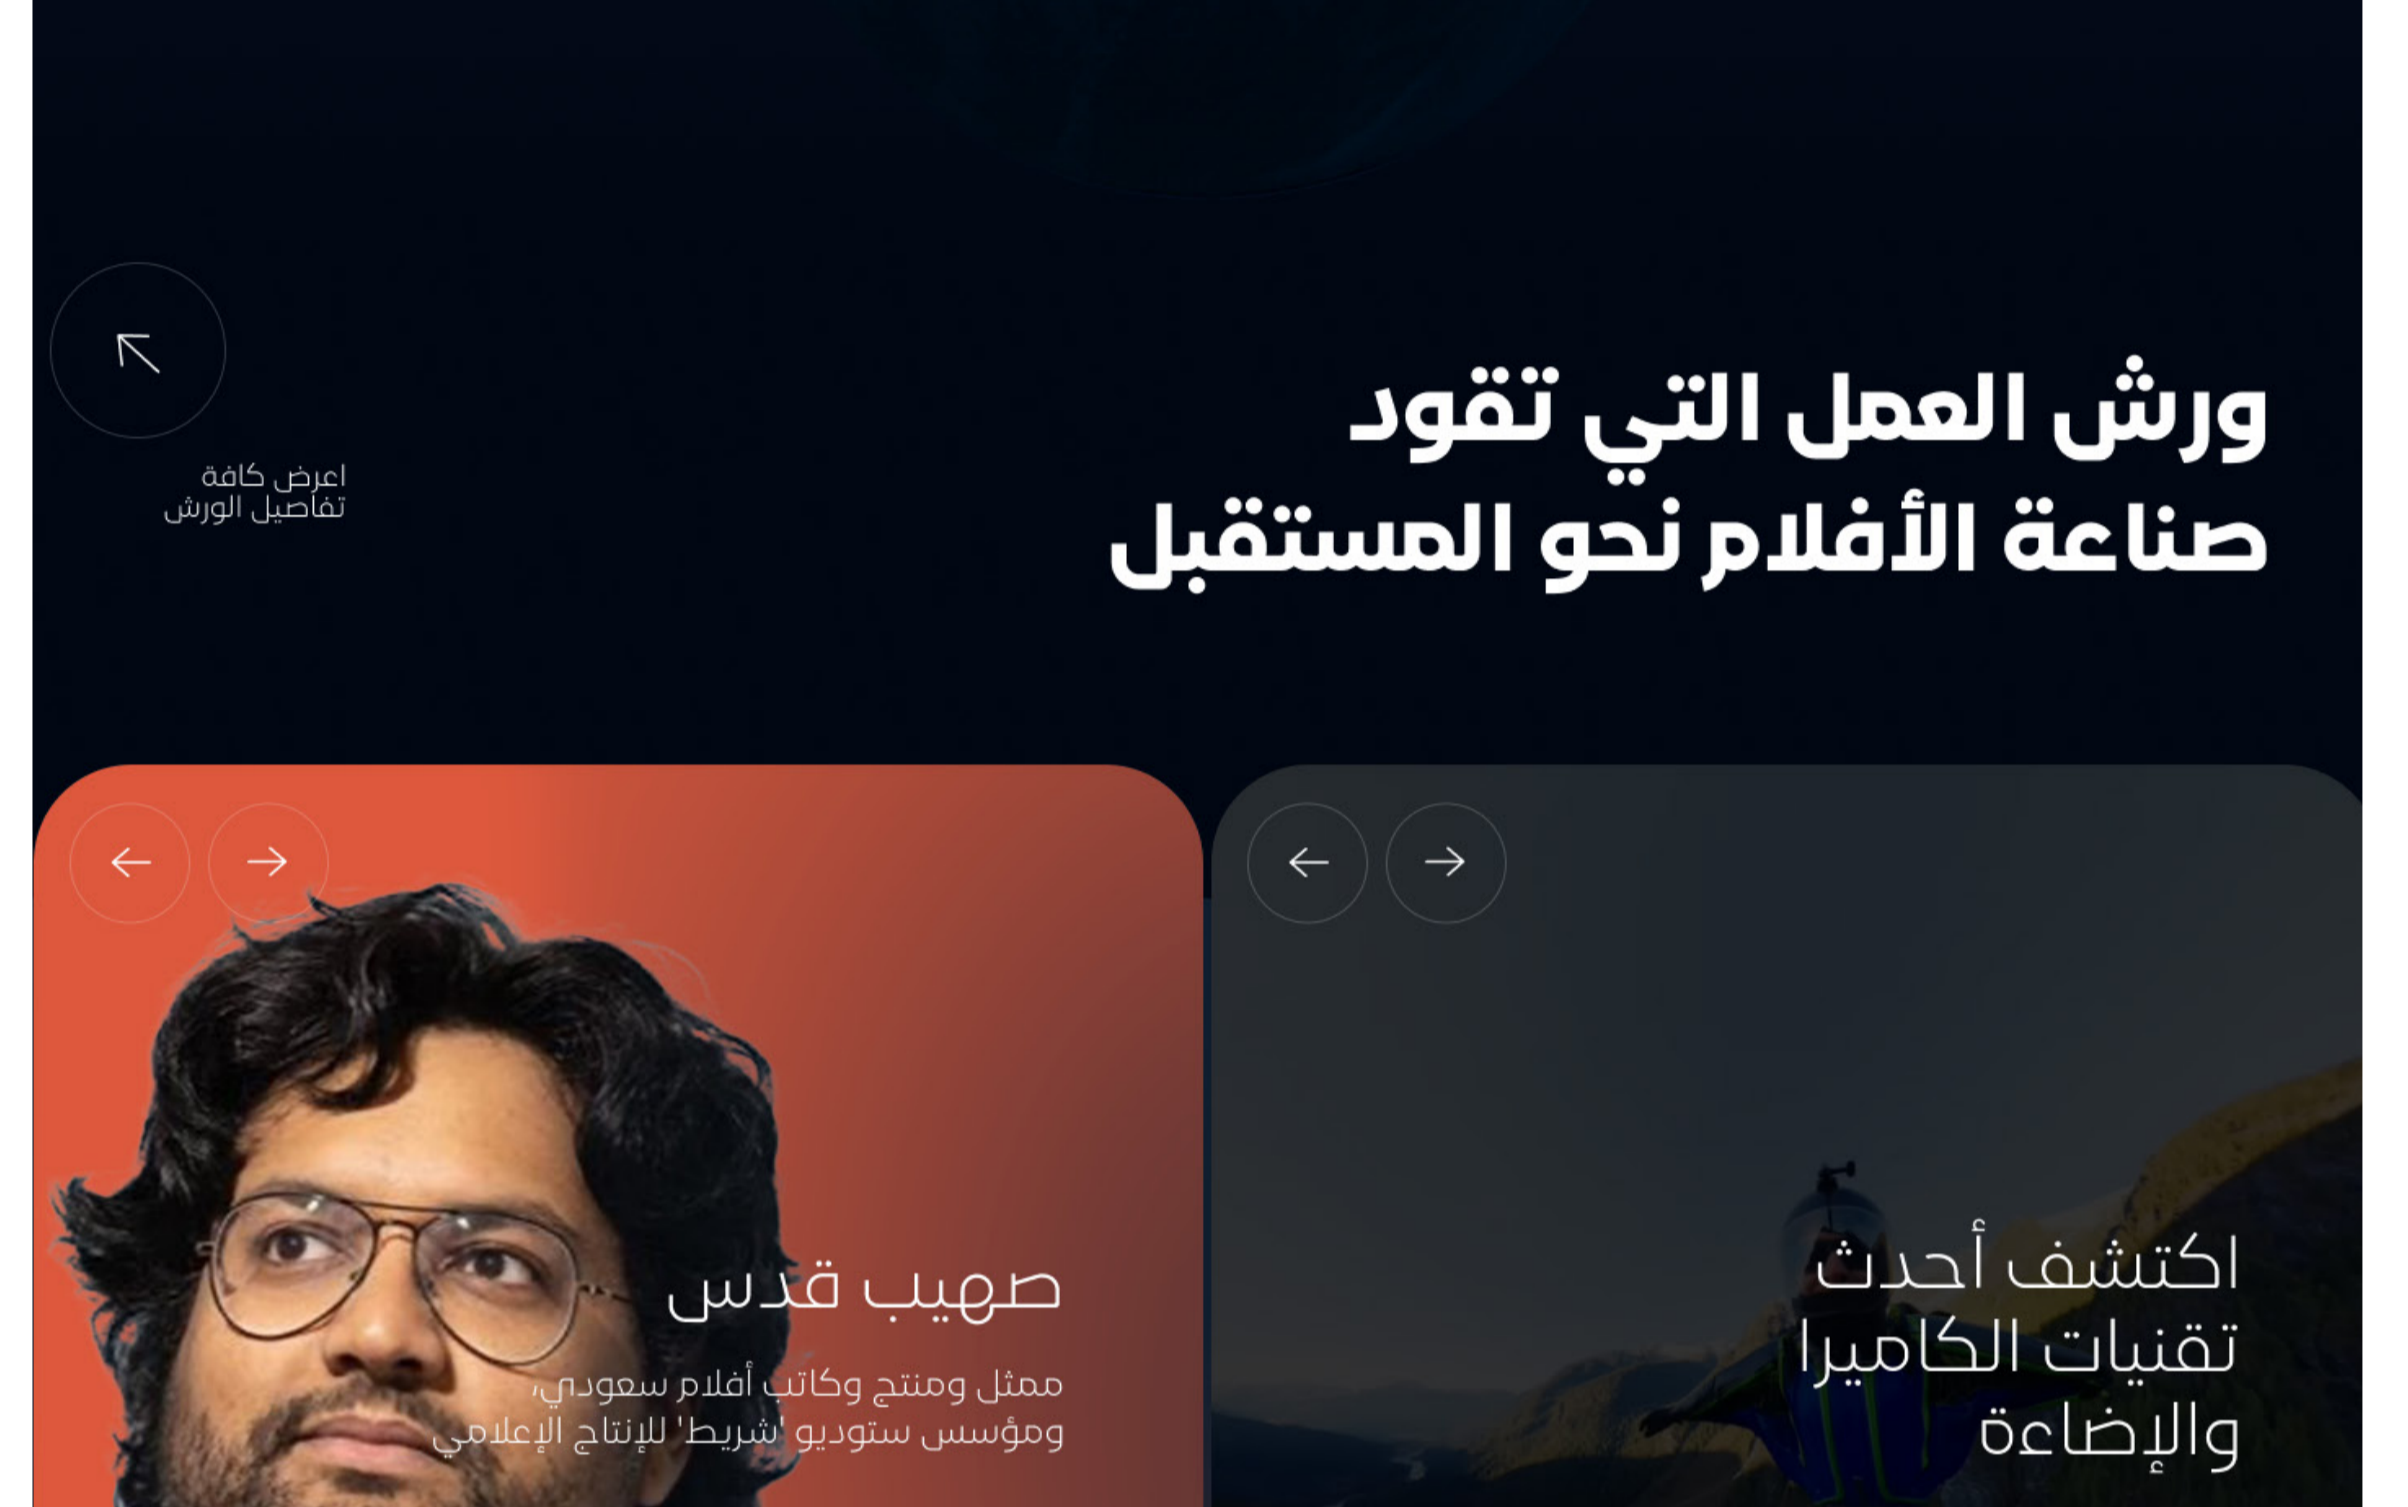 ورش العمل التي تقود
صناعة الأفلام نحو المستقبل
اعرض كافة
تفاصيل الورش
اكتشف أحدث
تقنيات الكاميرا
والإضاءة
صهيب قدس
ممثل ومنتج وكاتب أفلام سعودي،
ومؤسس ستوديو 'شريط' للإنتاج الإعلامي